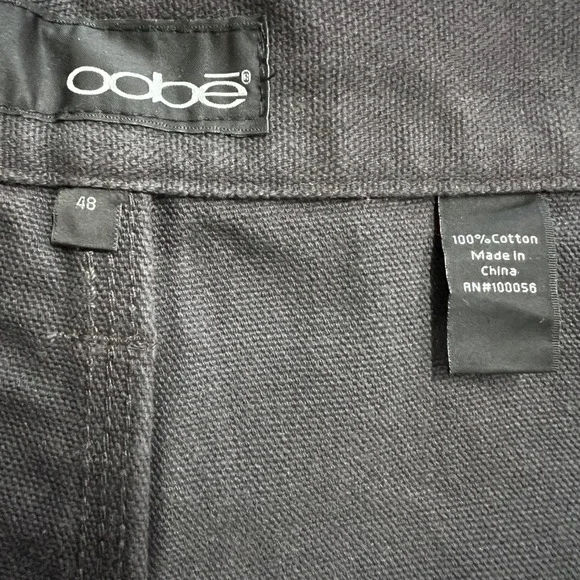 oobe®
48
100%Cotton
Made in
China
RN#100056